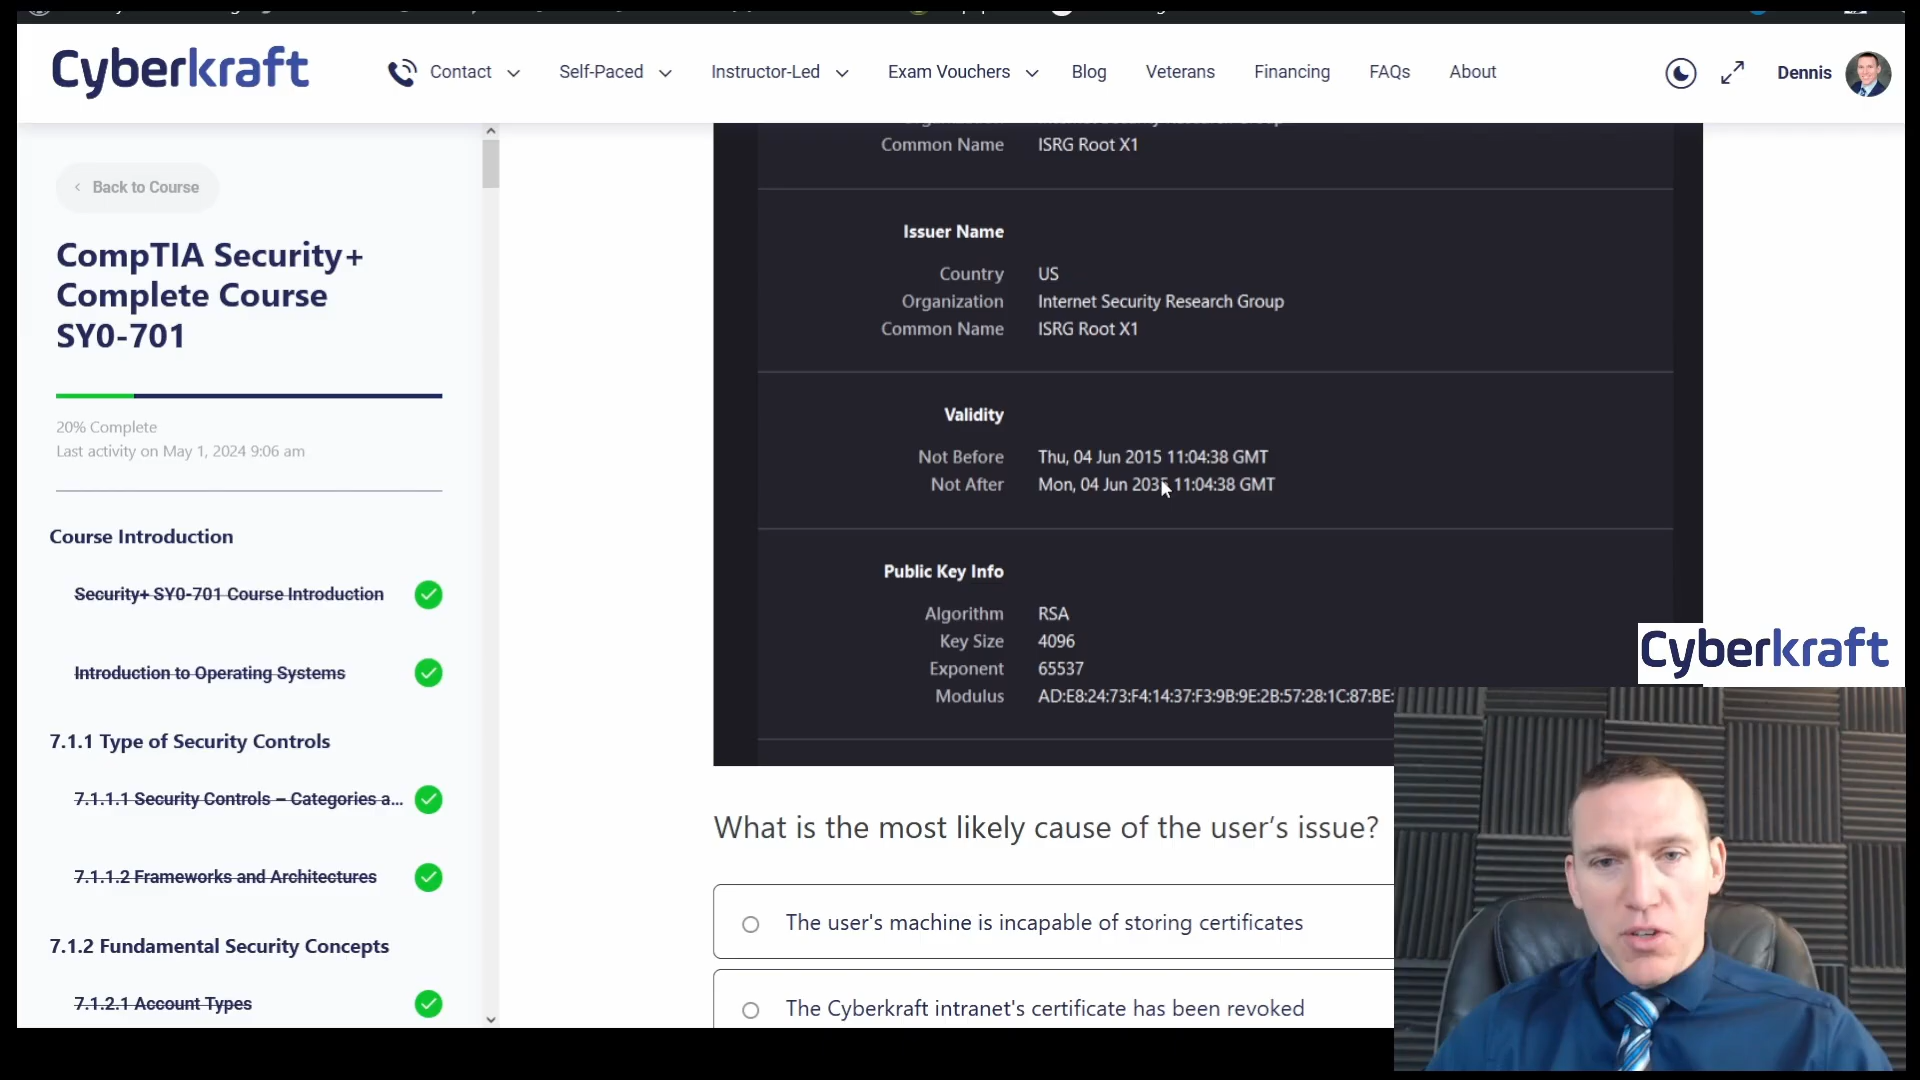 Cyberkraft
Contact
Self-Paced
Instructor-Led
Exam Vouchers
Blog
Veterans
Financing
FAQs
About
Dennis
Back to Course
CompTIA Security+
Complete Course
SY0-701
20% Complete
Last activity on May 1, 2024 9:06 am
Course Introduction
Security+ SY0-701 Course Introduction
Introduction to Operating Systems
7.1.1 Type of Security Controls
7.1.1.1 Security Controls – Categories a...
7.1.1.2 Frameworks and Architectures
7.1.2 Fundamental Security Concepts
7.1.2.1 Account Types
Common Name ISRG Root X1
Issuer Name
Country US
Organization Internet Security Research Group
Common Name ISRG Root X1
Validity
Not Before Thu, 04 Jun 2015 11:04:38 GMT
Not After Mon, 04 Jun 2035 11:04:38 GMT
Public Key Info
Algorithm RSA
Key Size 4096
Exponent 65537
Modulus AD:E8:24:73:F4:14:37:F3:9B:9E:2B:57:28:1C:87:BE:
What is the most likely cause of the user's issue?
The user's machine is incapable of storing certificates
The Cyberkraft intranet's certificate has been revoked
Cyberkraft